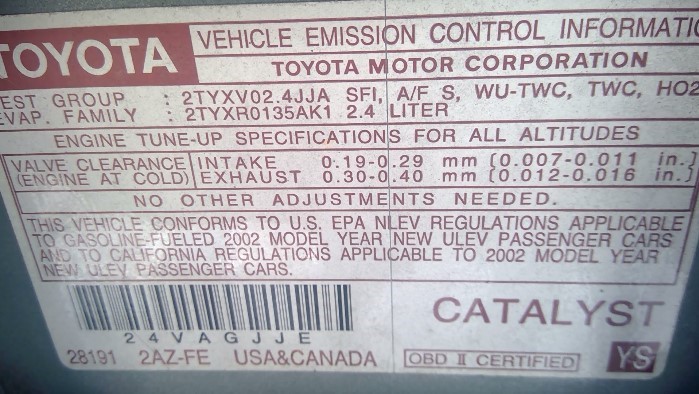 TOYOTA VEHICLE EMISSION CONTROL INFORMATIO
TOYOTA MOTOR CORPORATION
EST GROUP : 2TYXV02.4JJA SFI, A/F S, WU-TWC, TWC, HO2
EVAP. FAMILY : 2TYXR0135AK1 2.4 LITER
ENGINE TUNE-UP SPECIFICATIONS FOR ALL ALTITUDES
VALVE CLEARANCE INTAKE 0.19-0.29 mm [0.007-0.011 in.]
(ENGINE AT COLD) EXHAUST 0.30-0.40 mm [0.012-0.016 in.]
NO OTHER ADJUSTMENTS NEEDED.
THIS VEHICLE CONFORMS TO U.S. EPA NLEV REGULATIONS APPLICABLE
TO GASOLINE-FUELED 2002 MODEL YEAR NEW ULEV PASSENGER CARS
AND TO CALIFORNIA REGULATIONS APPLICABLE TO 2002 MODEL YEAR
NEW ULEV PASSENGER CARS.
CATALYST
24VAGJJE
28191 2AZ-FE USA&CANADA OBD II CERTIFIED YS